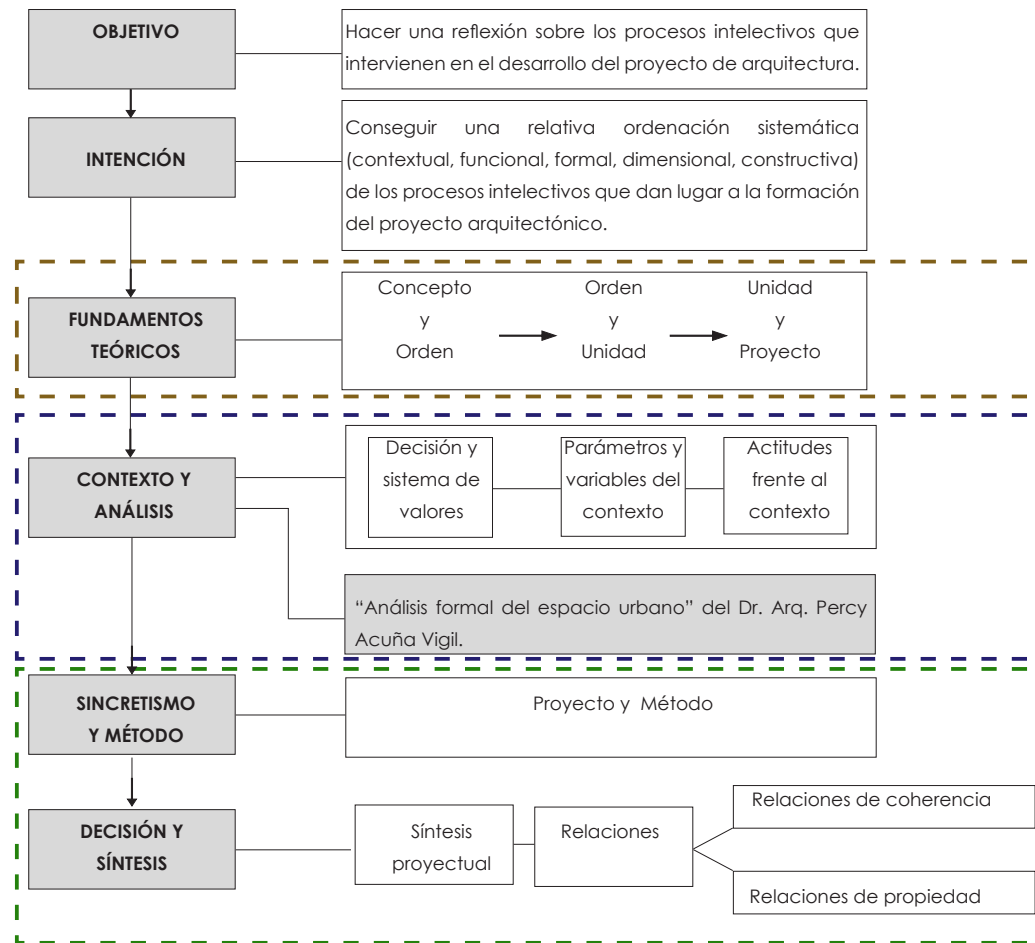 OBJETIVO
Hacer una reflexión sobre los procesos intelectivos que
intervienen en el desarrollo del proyecto de arquitectura.
INTENCIÓN
Conseguir una relativa ordenación sistemática
(contextual, funcional, formal, dimensional, constructiva)
de los procesos intelectivos que dan lugar a la formación
del proyecto arquitectónico.
FUNDAMENTOS
TEÓRICOS
Concepto
y
Orden
Orden
y
Unidad
Unidad
y
Proyecto
CONTEXTO Y
ANÁLISIS
Decisión y
sistema de
valores
Parámetros y
variables del
contexto
Actitudes
frente al
contexto
“Análisis formal del espacio urbano” del Dr. Arq. Percy
Acuña Vigil.
SINCRETISMO
Y MÉTODO
Proyecto y Método
DECISIÓN Y
SÍNTESIS
Síntesis
proyectual
Relaciones
Relaciones de coherencia
Relaciones de propiedad